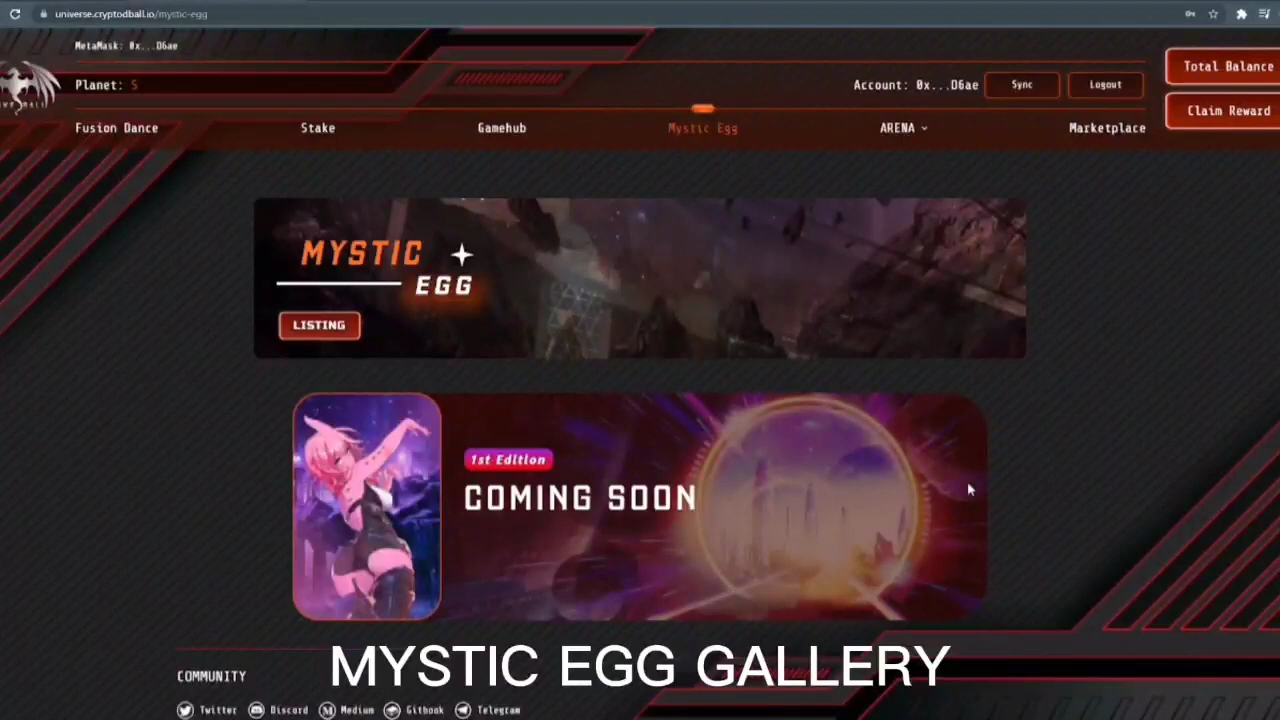 universe.cryptodball.io/mystic-egg
MetaMask: 0x...D6ae
Planet: S
Account: 0x...D6ae
Sync
Logout
Total Balance
Claim Reward
Fusion Dance
Stake
Gamehub
Mystic Egg
ARENA
Marketplace
MYSTIC
EGG
LISTING
1st Edition
COMING SOON
MYSTIC EGG GALLERY
COMMUNITY
Twitter
Discord
Medium
Gitbook
Telegram